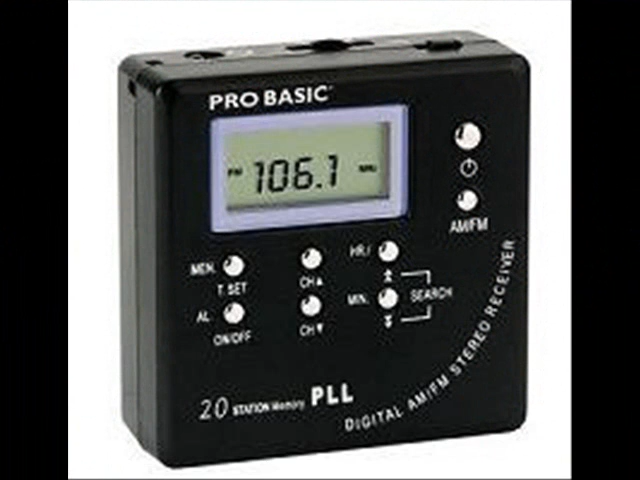 PRO BASIC
FM 106.1 MHz
AM/FM
MEN.
T SET
AL
ON/OFF
CH▲
CH▼
HR./
MIN.
SEARCH
20 STATION Memory PLL
DIGITAL AM/FM STEREO RECEIVER